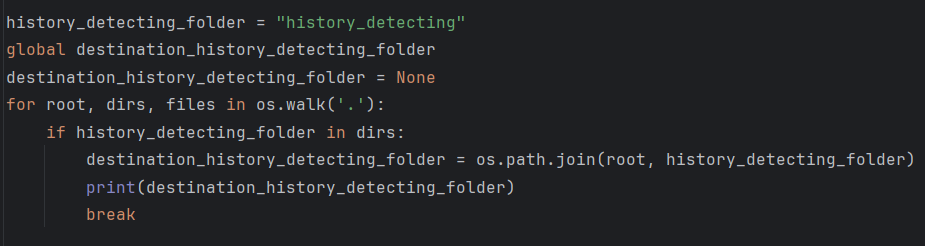 history_detecting_folder = "history_detecting"
global destination_history_detecting_folder
destination_history_detecting_folder = None
for root, dirs, files in os.walk('.'):
    if history_detecting_folder in dirs:
        destination_history_detecting_folder = os.path.join(root, history_detecting_folder)
        print(destination_history_detecting_folder)
        break